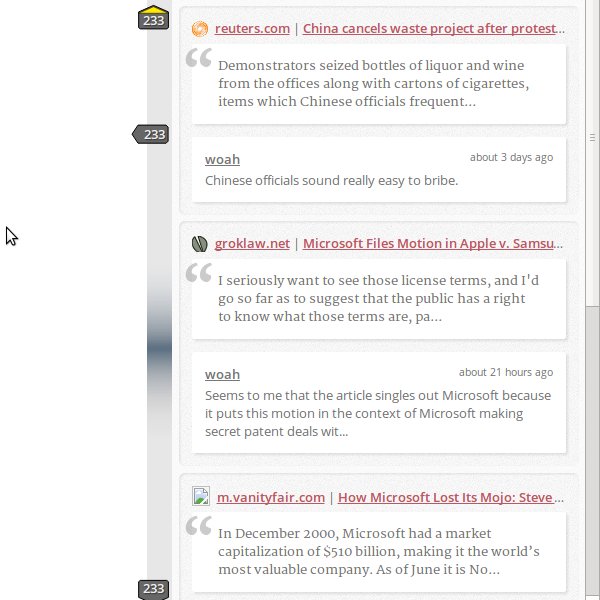 233
reuters.com | China cancels waste project after protest...
Demonstrators seized bottles of liquor and wine
from the offices along with cartons of cigarettes,
items which Chinese officials frequent...
233
woah
about 3 days ago
Chinese officials sound really easy to bribe.
groklaw.net | Microsoft Files Motion in Apple v. Samsu...
I seriously want to see those license terms, and I'd
go so far as to suggest that the public has a right
to know what those terms are, pa...
woah
about 21 hours ago
Seems to me that the article singles out Microsoft because
it puts this motion in the context of Microsoft making
secret patent deals wit...
m.vanityfair.com | How Microsoft Lost Its Mojo: Steve...
In December 2000, Microsoft had a market
capitalization of $510 billion, making it the world’s
most valuable company. As of June it is No...
233